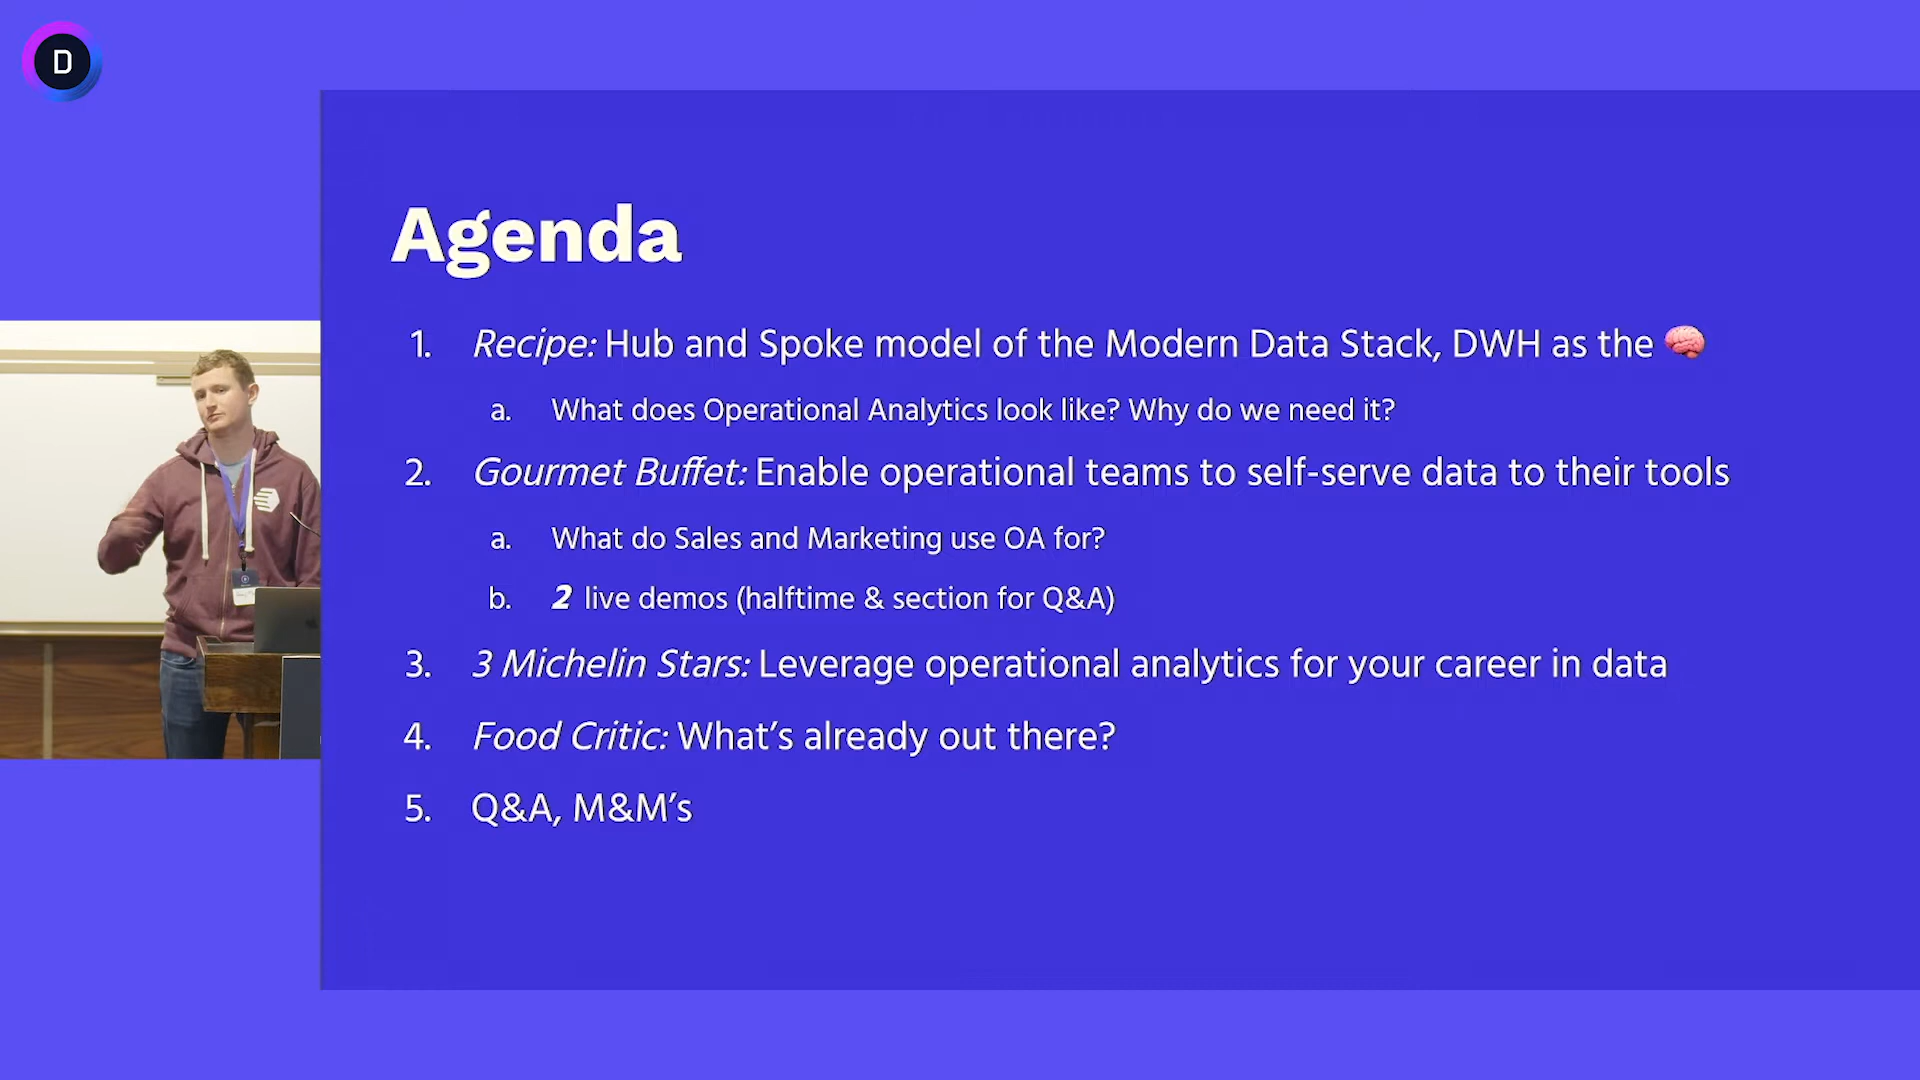 D
Agenda
1. Recipe: Hub and Spoke model of the Modern Data Stack, DWH as the 🧠
a. What does Operational Analytics look like? Why do we need it?
2. Gourmet Buffet: Enable operational teams to self-serve data to their tools
a. What do Sales and Marketing use OA for?
b. 2 live demos (halftime & section for Q&A)
3. 3 Michelin Stars: Leverage operational analytics for your career in data
4. Food Critic: What’s already out there?
5. Q&A, M&M’s